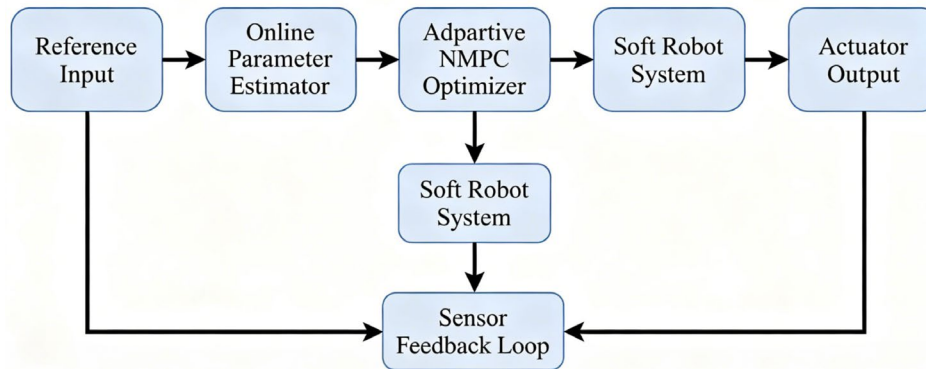 Reference
Input
Online
Parameter
Estimator
Adpartive
NMPC
Optimizer
Soft Robot
System
Actuator
Output
Soft Robot
System
Sensor
Feedback Loop